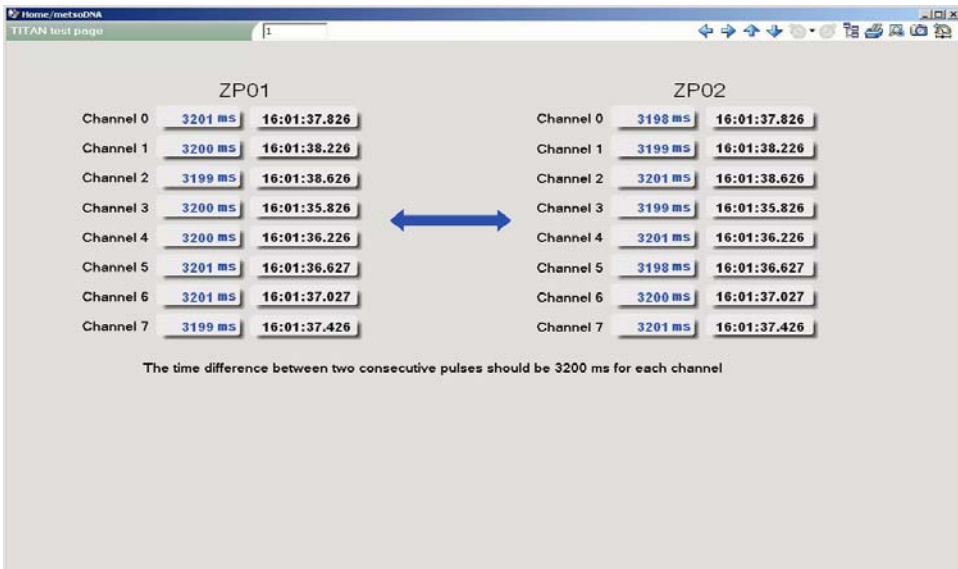 Home/metsoDNA
TITAN test page 1
ZP01 ZP02
Channel 0 3201 ms 16:01:37.826 Channel 0 3198 ms 16:01:37.826
Channel 1 3200 ms 16:01:38.226 Channel 1 3199 ms 16:01:38.226
Channel 2 3199 ms 16:01:38.626 Channel 2 3201 ms 16:01:38.626
Channel 3 3200 ms 16:01:35.826 Channel 3 3199 ms 16:01:35.826
Channel 4 3200 ms 16:01:36.226 Channel 4 3201 ms 16:01:36.226
Channel 5 3201 ms 16:01:36.627 Channel 5 3198 ms 16:01:36.627
Channel 6 3201 ms 16:01:37.027 Channel 6 3200 ms 16:01:37.027
Channel 7 3199 ms 16:01:37.426 Channel 7 3201 ms 16:01:37.426
The time difference between two consecutive pulses should be 3200 ms for each channel